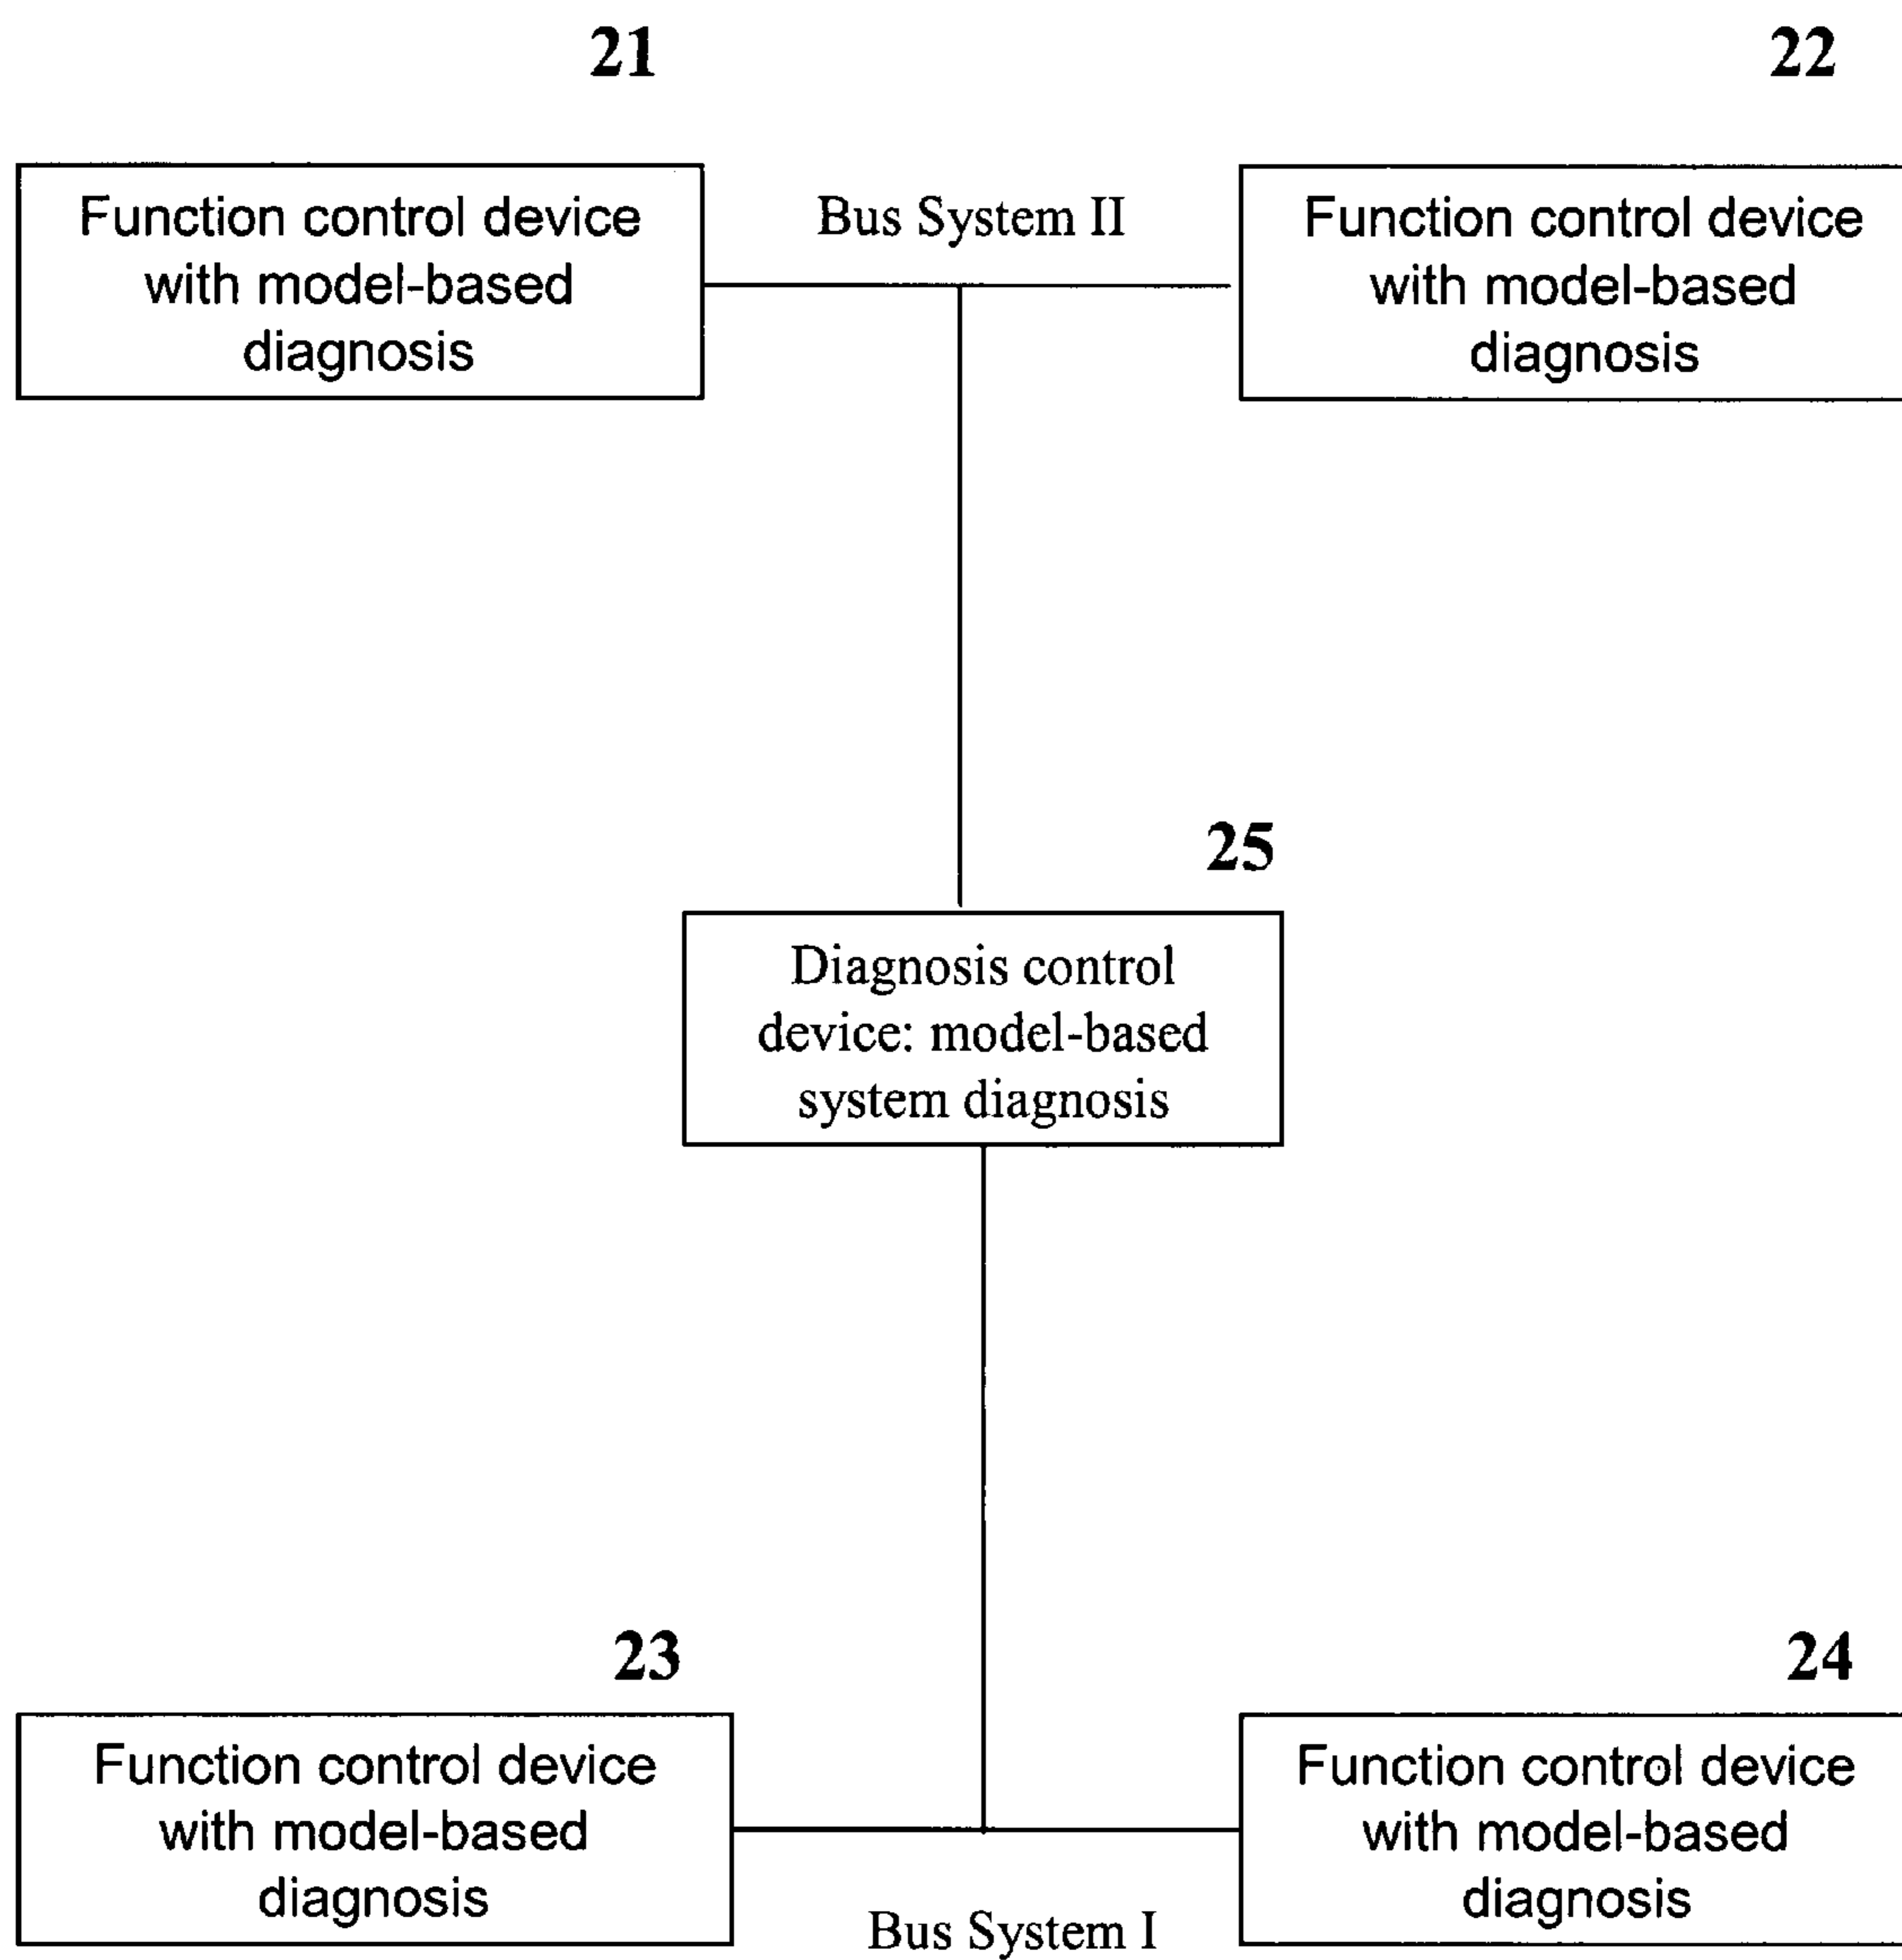 21
22
Function control device
with model-based
diagnosis
Bus System II
Function control device
with model-based
diagnosis
25
Diagnosis control
device: model-based
system diagnosis
23
24
Function control device
with model-based
diagnosis
Function control device
with model-based
diagnosis
Bus System I